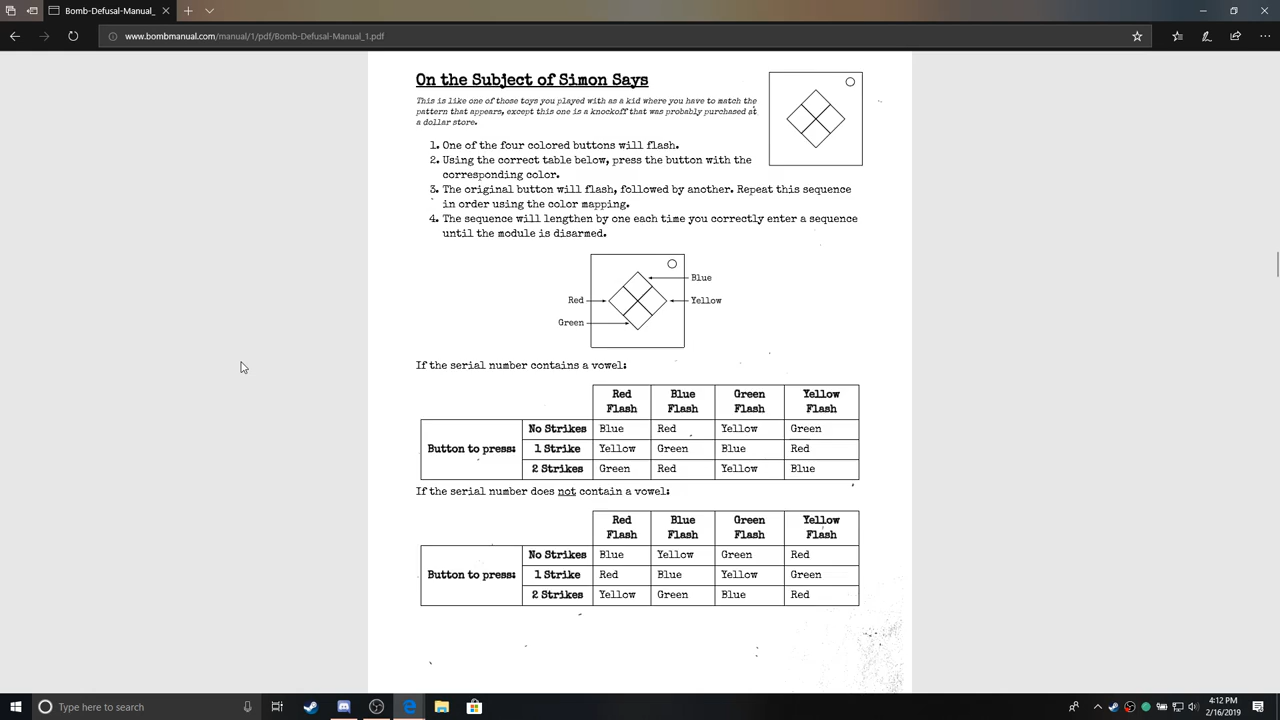 Bomb-Defusal-Manual_
www.bombmanual.com/manual/1/pdf/Bomb-Defusal-Manual_1.pdf
On the Subject of Simon Says
This is like one of those toys you played with as a kid where you have to match the
pattern that appears, except this one is a knockoff that was probably purchased at
a dollar store.
1. One of the four colored buttons will flash.
2. Using the correct table below, press the button with the
corresponding color.
3. The original button will flash, followed by another. Repeat this sequence
in order using the color mapping.
4. The sequence will lengthen by one each time you correctly enter a sequence
until the module is disarmed.
Blue
Red
Yellow
Green
If the serial number contains a vowel:
Red Blue Green Yellow
Flash Flash Flash Flash
No Strikes Blue Red Yellow Green
Button to press: 1 Strike Yellow Green Blue Red
2 Strikes Green Red Yellow Blue
If the serial number does not contain a vowel:
Red Blue Green Yellow
Flash Flash Flash Flash
No Strikes Blue Yellow Green Red
Button to press: 1 Strike Red Blue Yellow Green
2 Strikes Yellow Green Blue Red
Type here to search
4:12 PM
2/16/2019